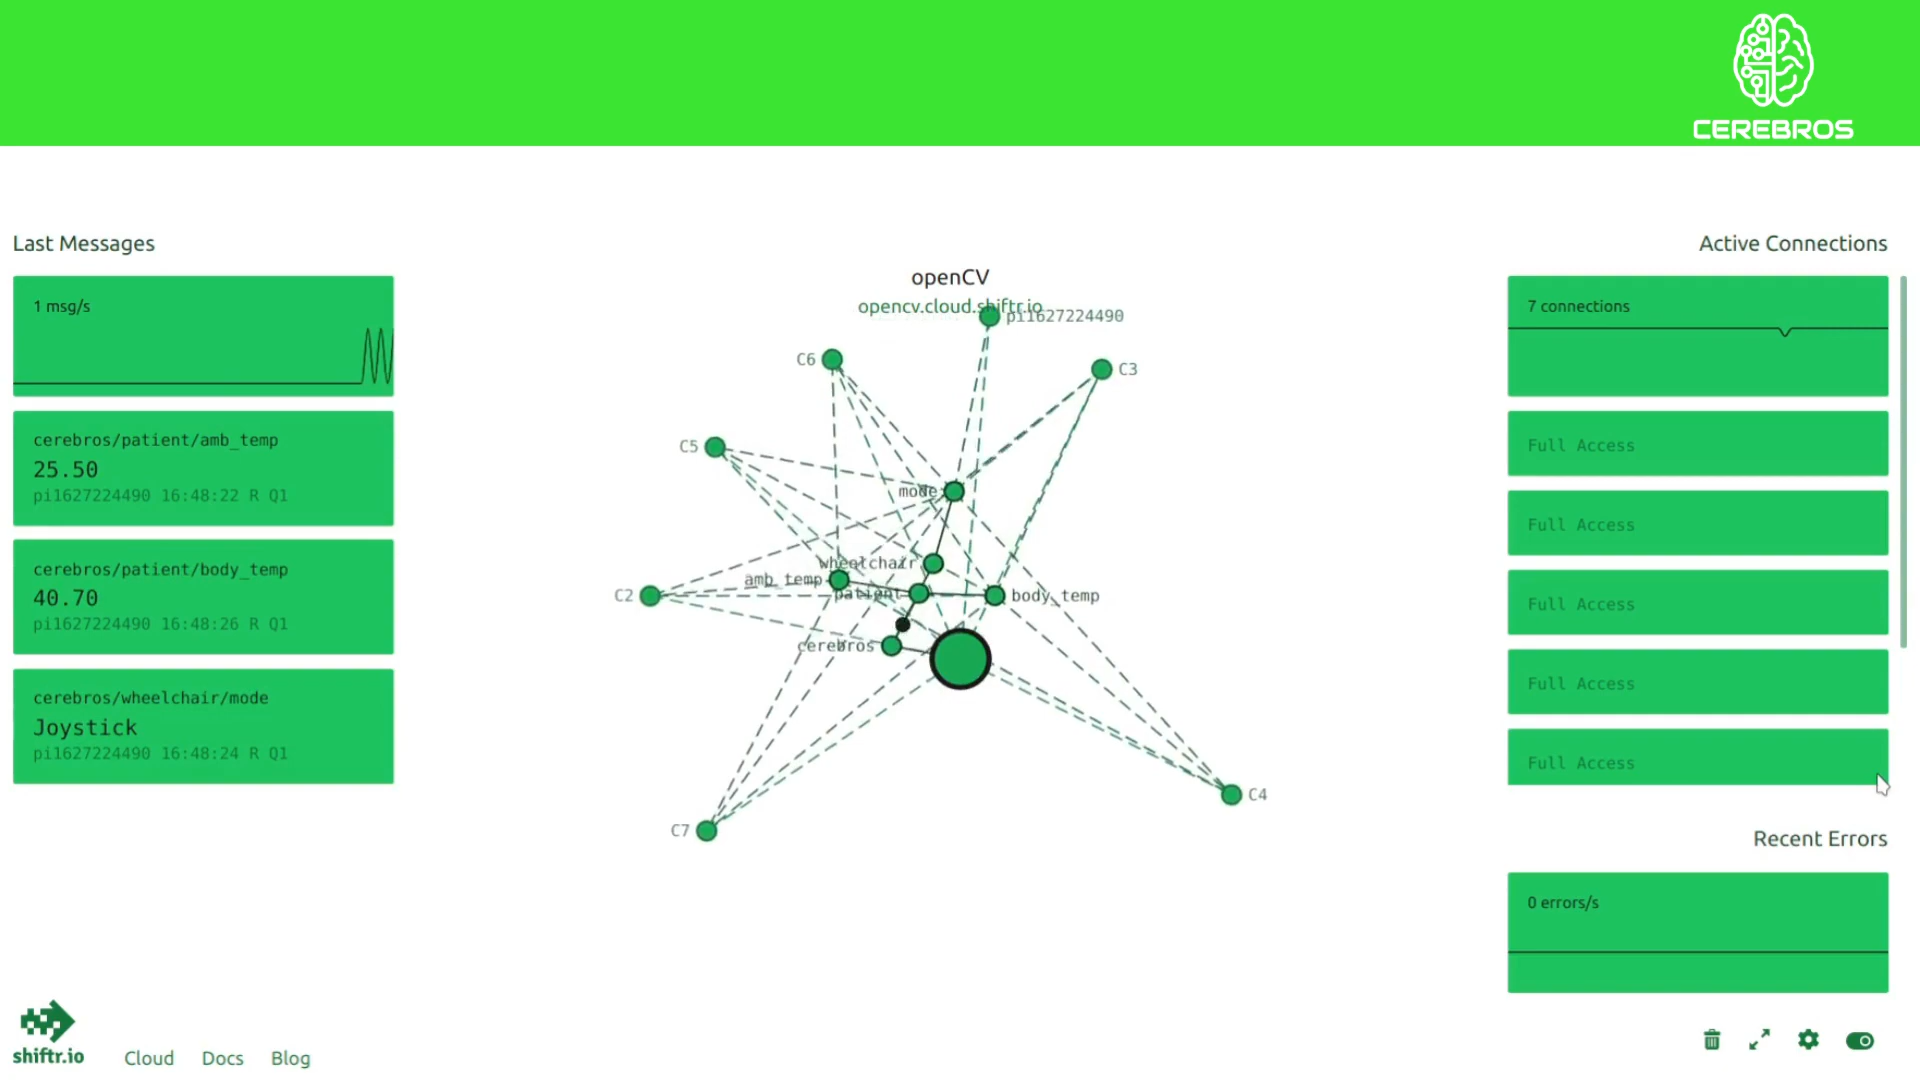 CEREBROS
Last Messages
1 msg/s
cerebros/patient/amb_temp
25.50
pi1627224490 16:48:22 R Q1
cerebros/patient/body_temp
40.70
pi1627224490 16:48:26 R Q1
cerebros/wheelchair/mode
Joystick
pi1627224490 16:48:24 R Q1
openCV
opencv.cloud.shiftr.io
pi1627224490
C6
C3
C5
mode
wheelchair
amb_temp
patient
body_temp
C2
cerebros
C4
C7
Active Connections
7 connections
Full Access
Full Access
Full Access
Full Access
Full Access
Recent Errors
0 errors/s
shiftr.io
Cloud Docs Blog